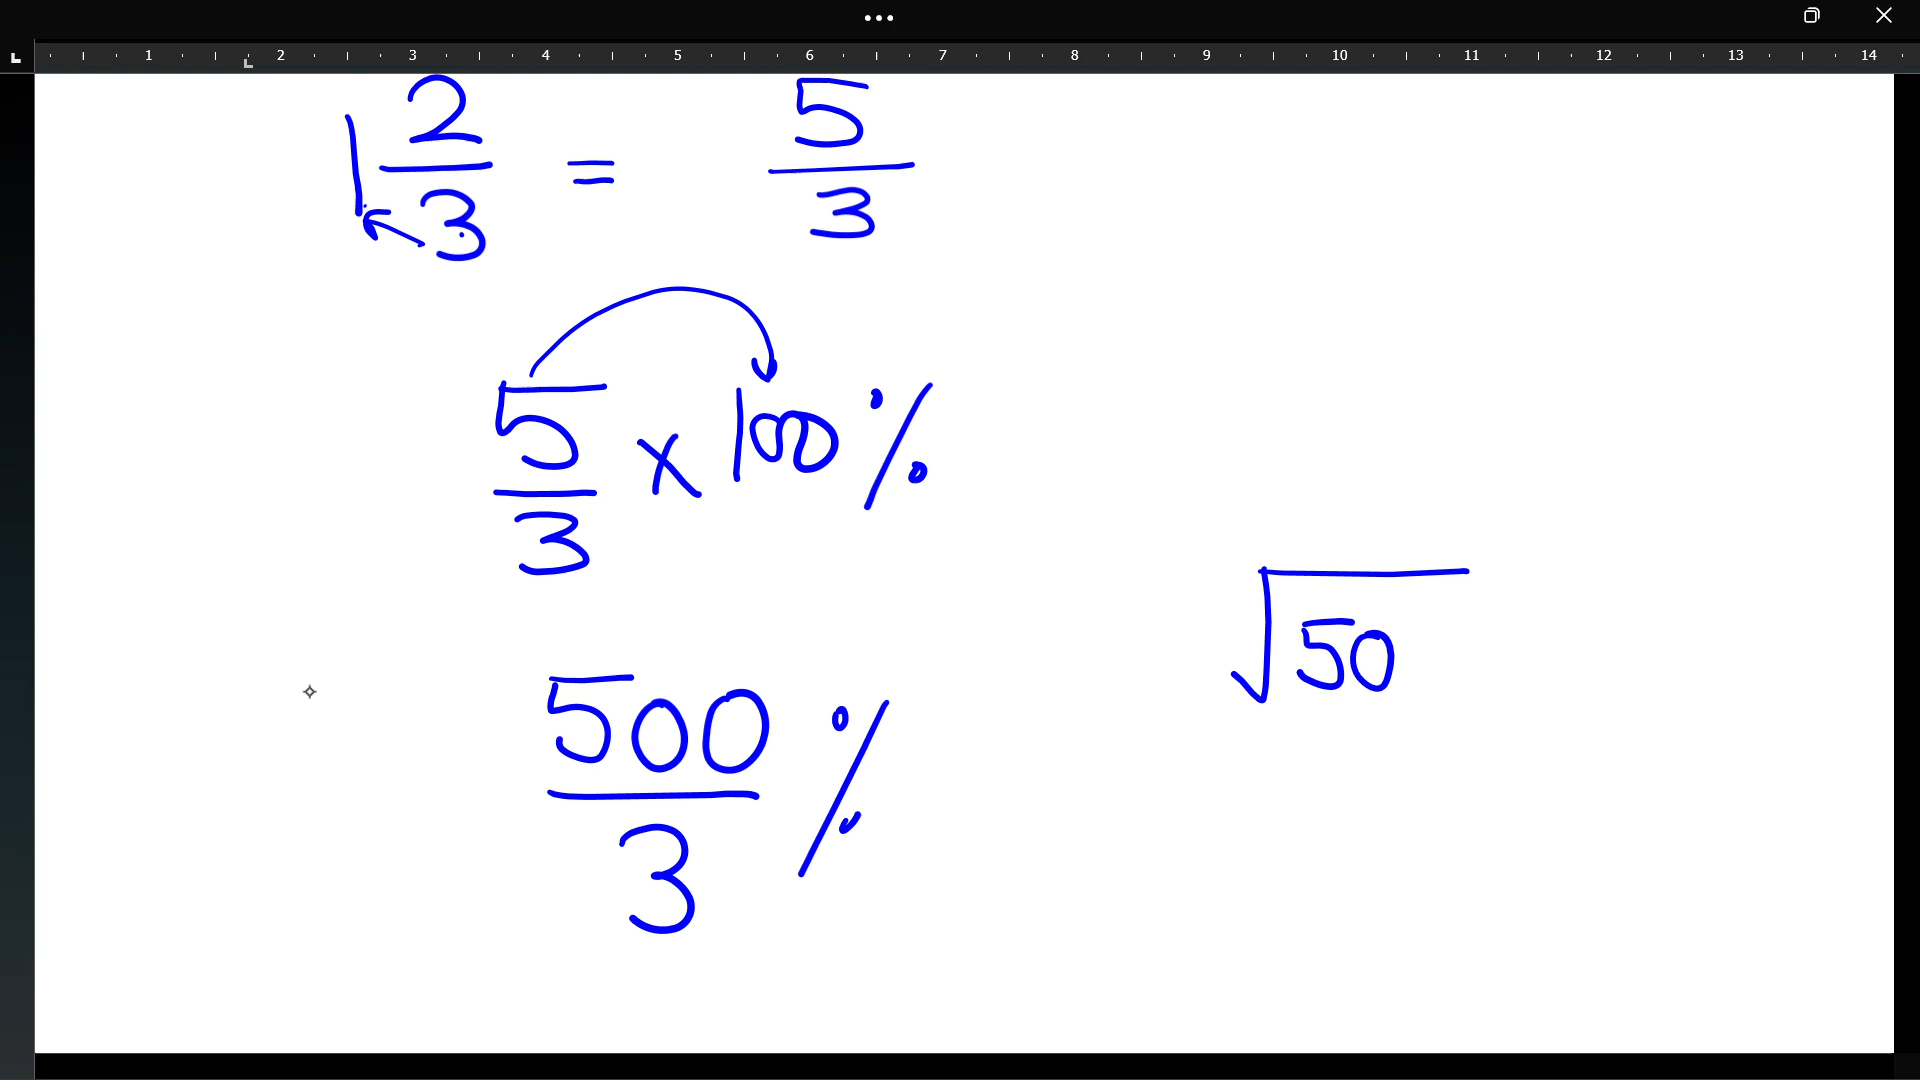 1 2 3 4 5 6 7 8 9 10 11 12 13 14
1 2/3 = 5/3
5/3 x 100 %
√50
500/3 %